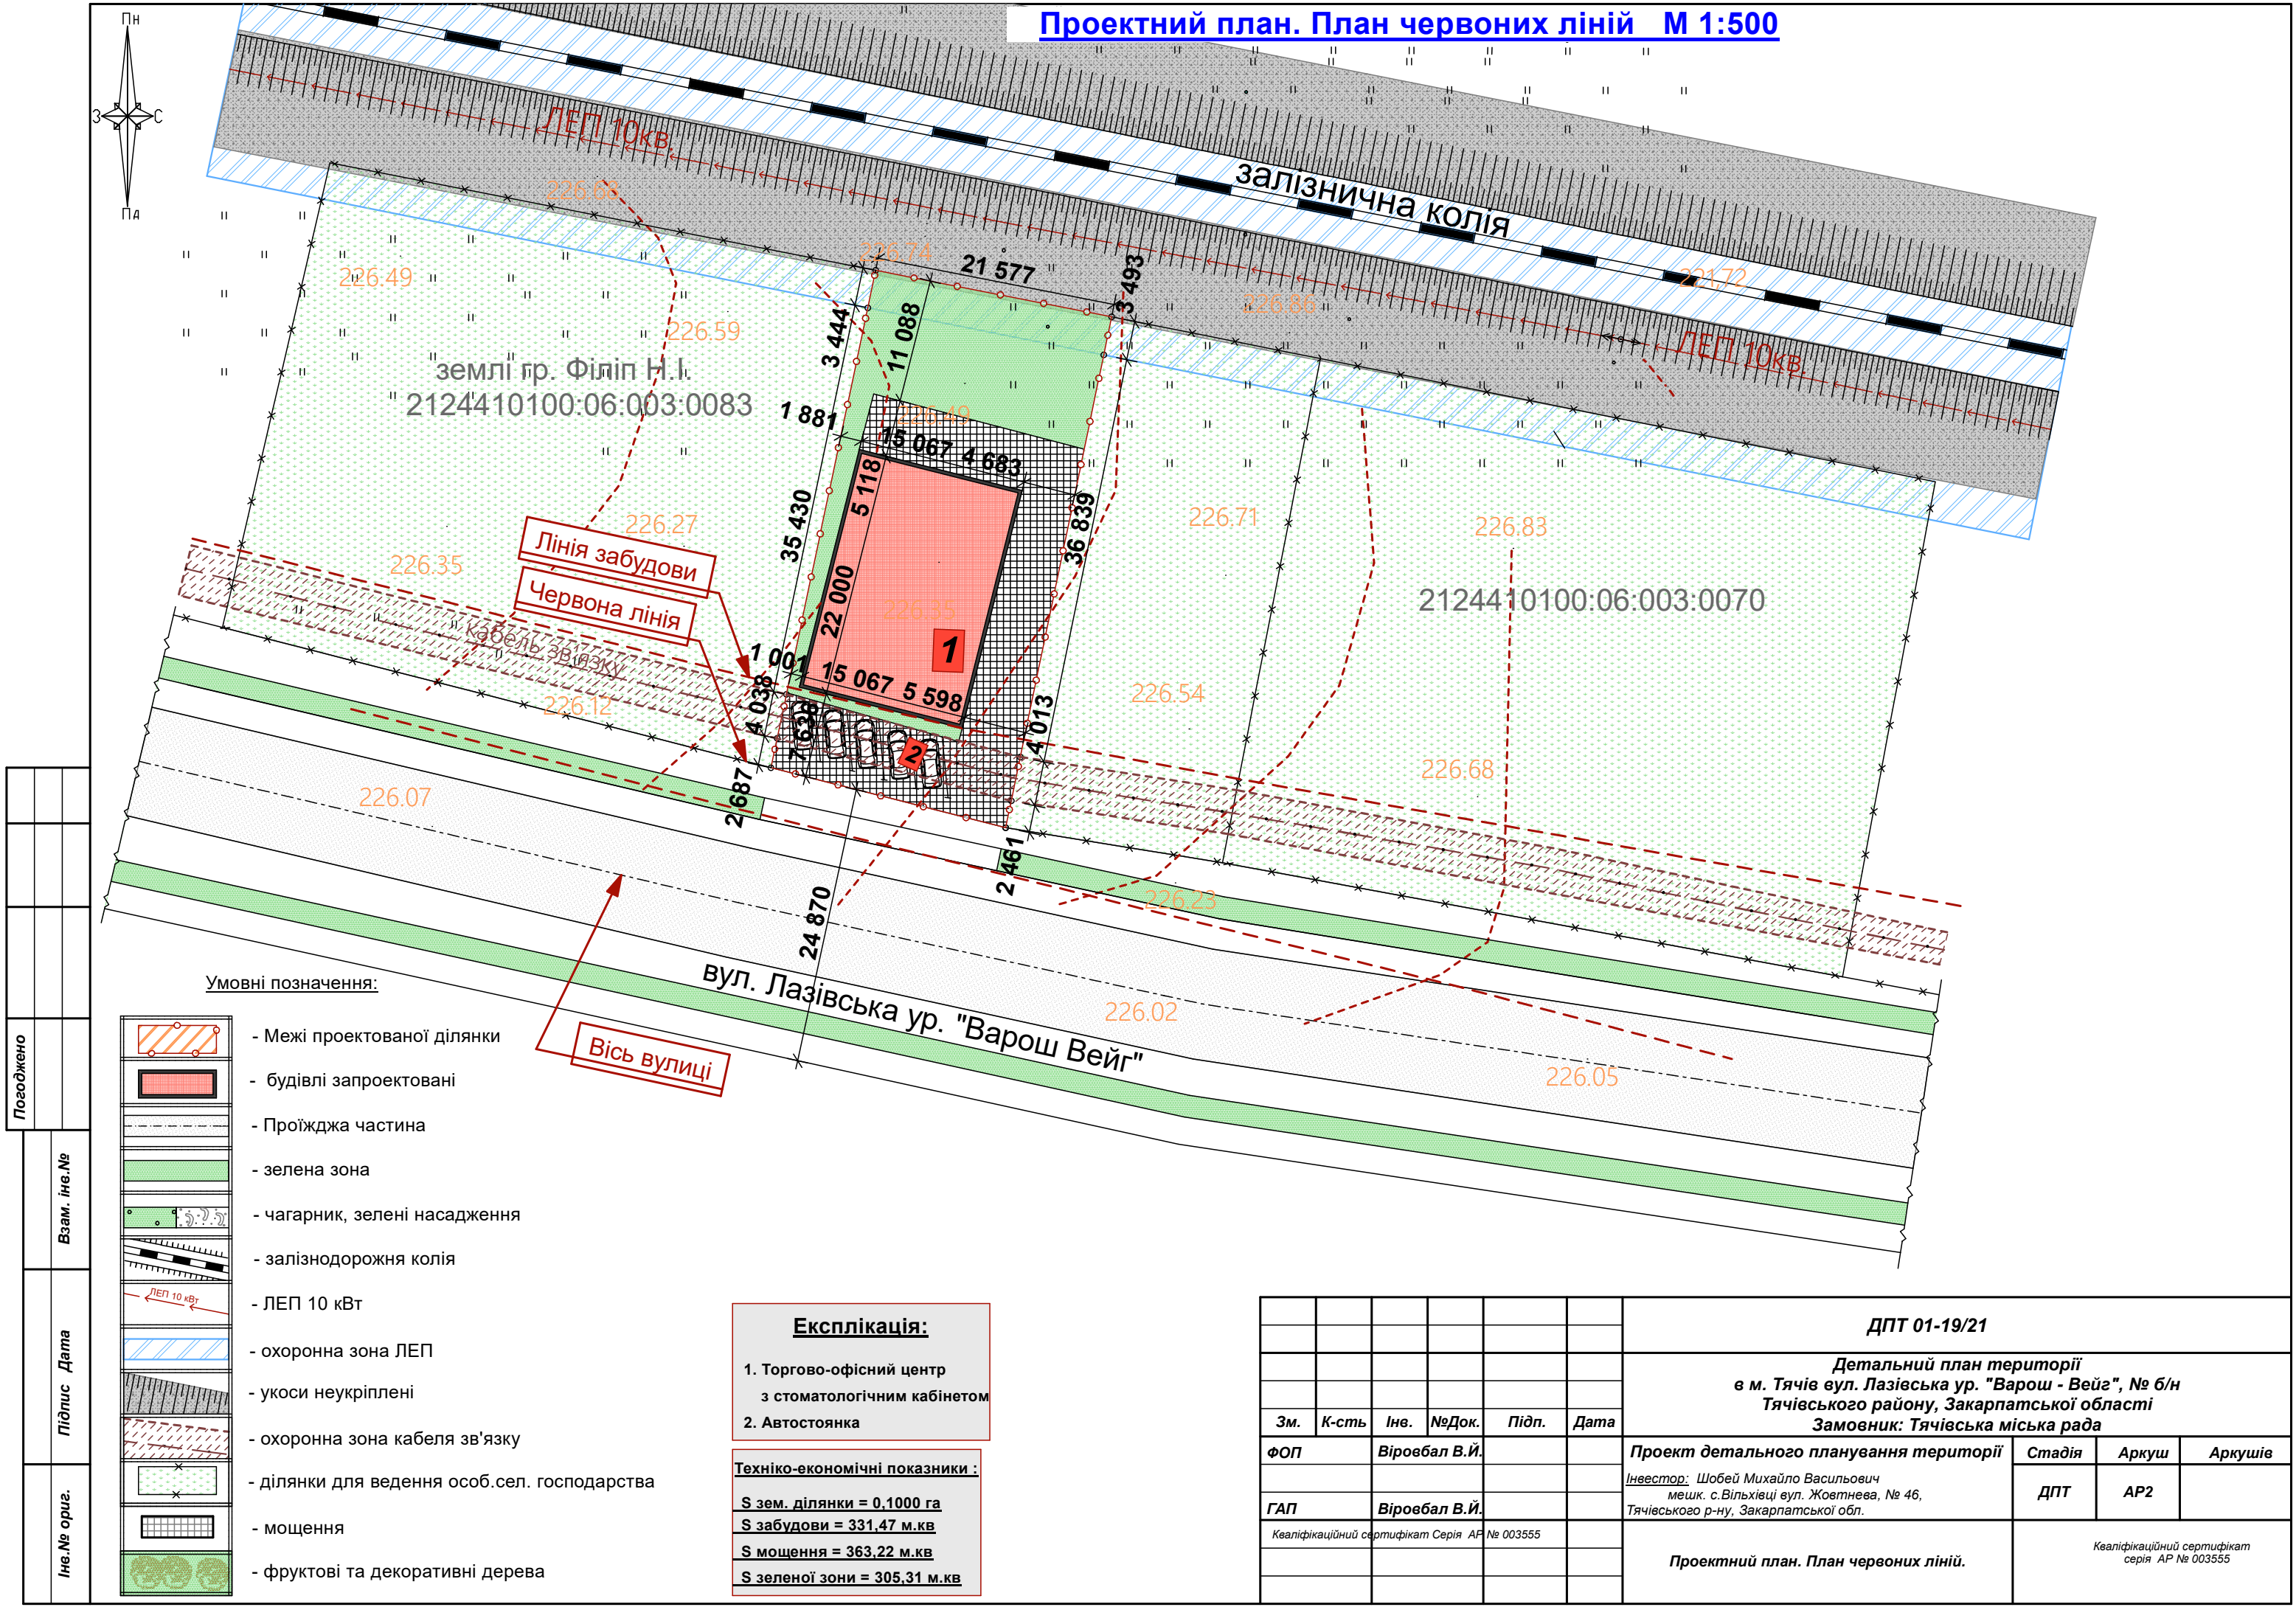 Проектний план. План червоних ліній М 1:500
Пн
З
С
Пд
ЛЕП 10кв.
залізнична колія
226.68
226.74
221.72
226.49
21 577
3 493
226.86
226.59
3 444
11 088
ЛЕП 10кв.
землі гр. Філіп Н.І.
2124410100:06:003:0083
1 881
226.49
15 067
4 683
5 118
226.27
35 430
36 839
226.71
226.83
Лінія забудови
226.35
Червона лінія
22 000
226.35
2124410100:06:003:0070
кабель зв'язку
1
1 001
15 067
5 598
226.54
226.12
4 038
7 638
4 013
2
226.68
226.07
2 687
2 461
226.23
24 870
вул. Лазівська ур. "Варош Вейг"
226.02
Вісь вулиці
226.05
Умовні позначення:
- Межі проектованої ділянки
- будівлі запроектовані
- Проїжджа частина
- зелена зона
- чагарник, зелені насадження
- залізнодорожня колія
ЛЕП 10 кВт
- ЛЕП 10 кВт
- охоронна зона ЛЕП
- укоси неукріплені
- охоронна зона кабеля зв'язку
- ділянки для ведення особ.сел. господарства
- мощення
- фруктові та декоративні дерева
Погоджено
Взам. інв.№
Підпис Дата
Інв.№ ориг.
Експлікація:
1. Торгово-офісний центр
з стоматологічним кабінетом
2. Автостоянка
Техніко-економічні показники :
S зем. ділянки = 0,1000 га
S забудови = 331,47 м.кв
S мощення = 363,22 м.кв
S зеленої зони = 305,31 м.кв
ДПТ 01-19/21
Детальний план території
в м. Тячів вул. Лазівська ур. "Варош - Вейг", № б/н
Тячівського району, Закарпатської області
Замовник: Тячівська міська рада
Зм. К-сть Інв. №Док. Підп. Дата
ФОП Віровбал В.Й.
Проект детального планування території
Стадія Аркуш Аркушів
Інвестор: Шобей Михайло Васильович
мешк. с.Вільхівці вул. Жовтнева, № 46,
Тячівського р-ну, Закарпатської обл.
ДПТ АР2
ГАП Віровбал В.Й.
Кваліфікаційний сертифікат Серія АР № 003555
Проектний план. План червоних ліній.
Кваліфікаційний сертифікат
серія АР № 003555